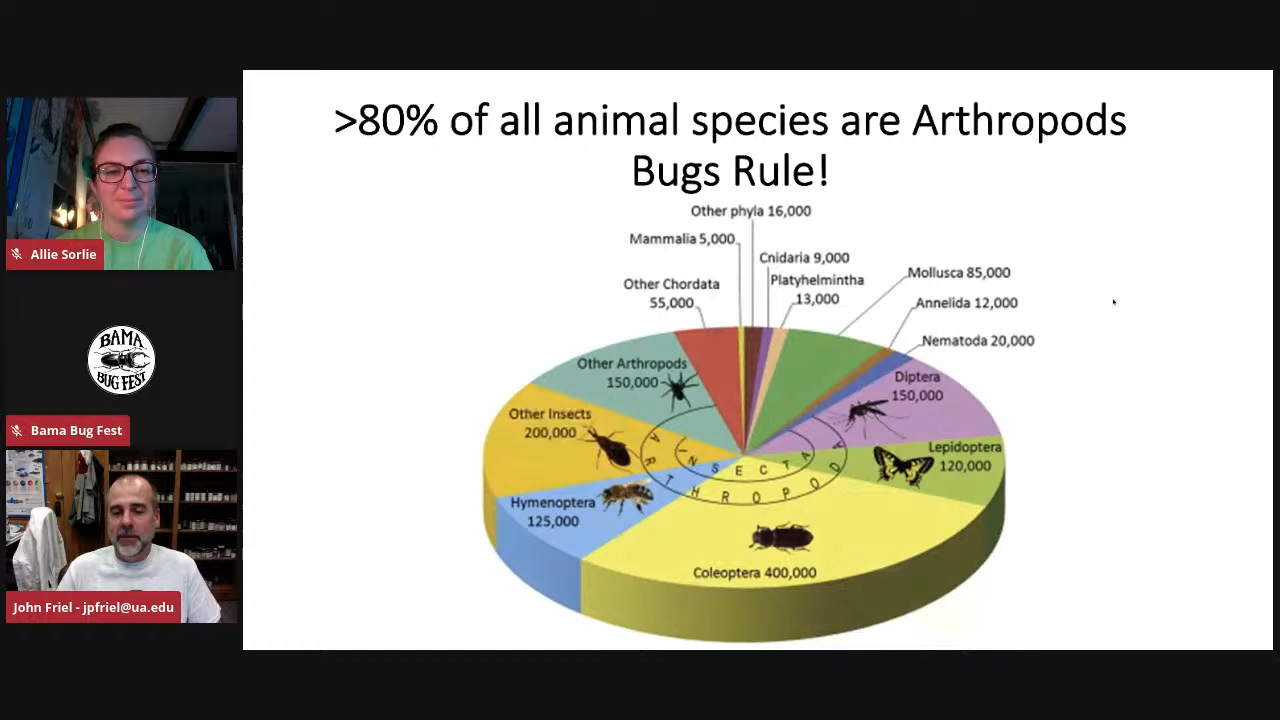 >80% of all animal species are Arthropods
Bugs Rule!
Other phyla 16,000
Mammalia 5,000
Cnidaria 9,000
Platyhelmintha
13,000
Other Chordata
55,000
Mollusca 85,000
Annelida 12,000
Nematoda 20,000
Other Arthropods
150,000
Diptera
150,000
Other Insects
200,000
Lepidoptera
120,000
Hymenoptera
125,000
Coleoptera 400,000
INSECTA
ARTHROPODA
Allie Sorlie
BAMA
BUG FEST
Bama Bug Fest
John Friel - jpfriel@ua.edu